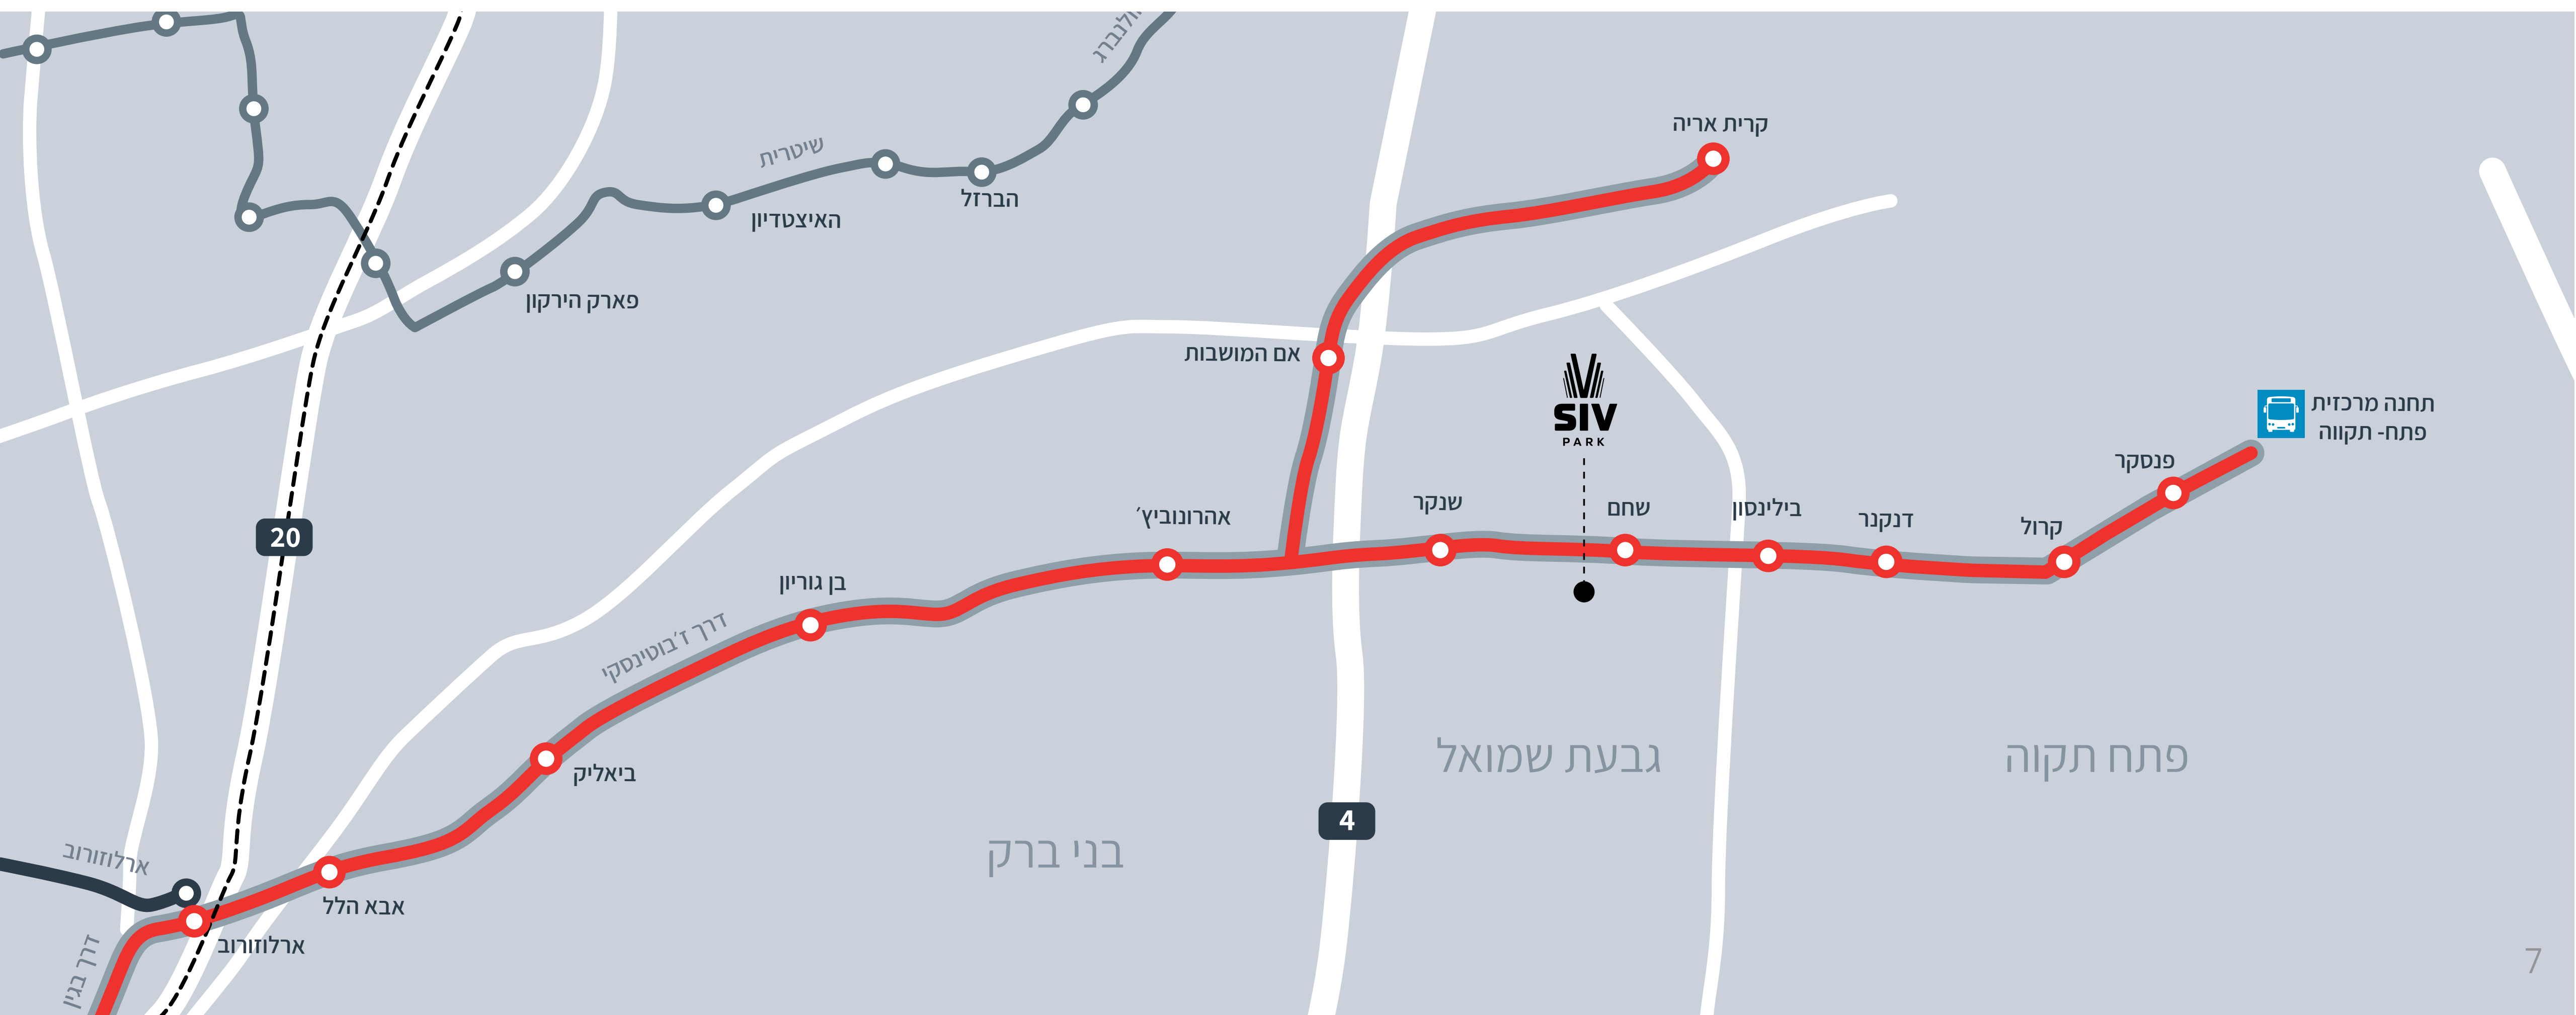 קרית אריה
שיטרית
הברזל
האיצטדיון
פארק הירקון
אם המושבות
SIV
PARK
תחנה מרכזית
פתח- תקווה
פנסקר
קרול
דנקנר
בילינסון
שחם
שנקר
אהרונוביץ׳
20
בן גוריון
דרך ז׳בוטינסקי
ביאליק
גבעת שמואל
פתח תקוה
4
בני ברק
ארלוזורוב
אבא הלל
ארלוזורוב
דרך בגין
7